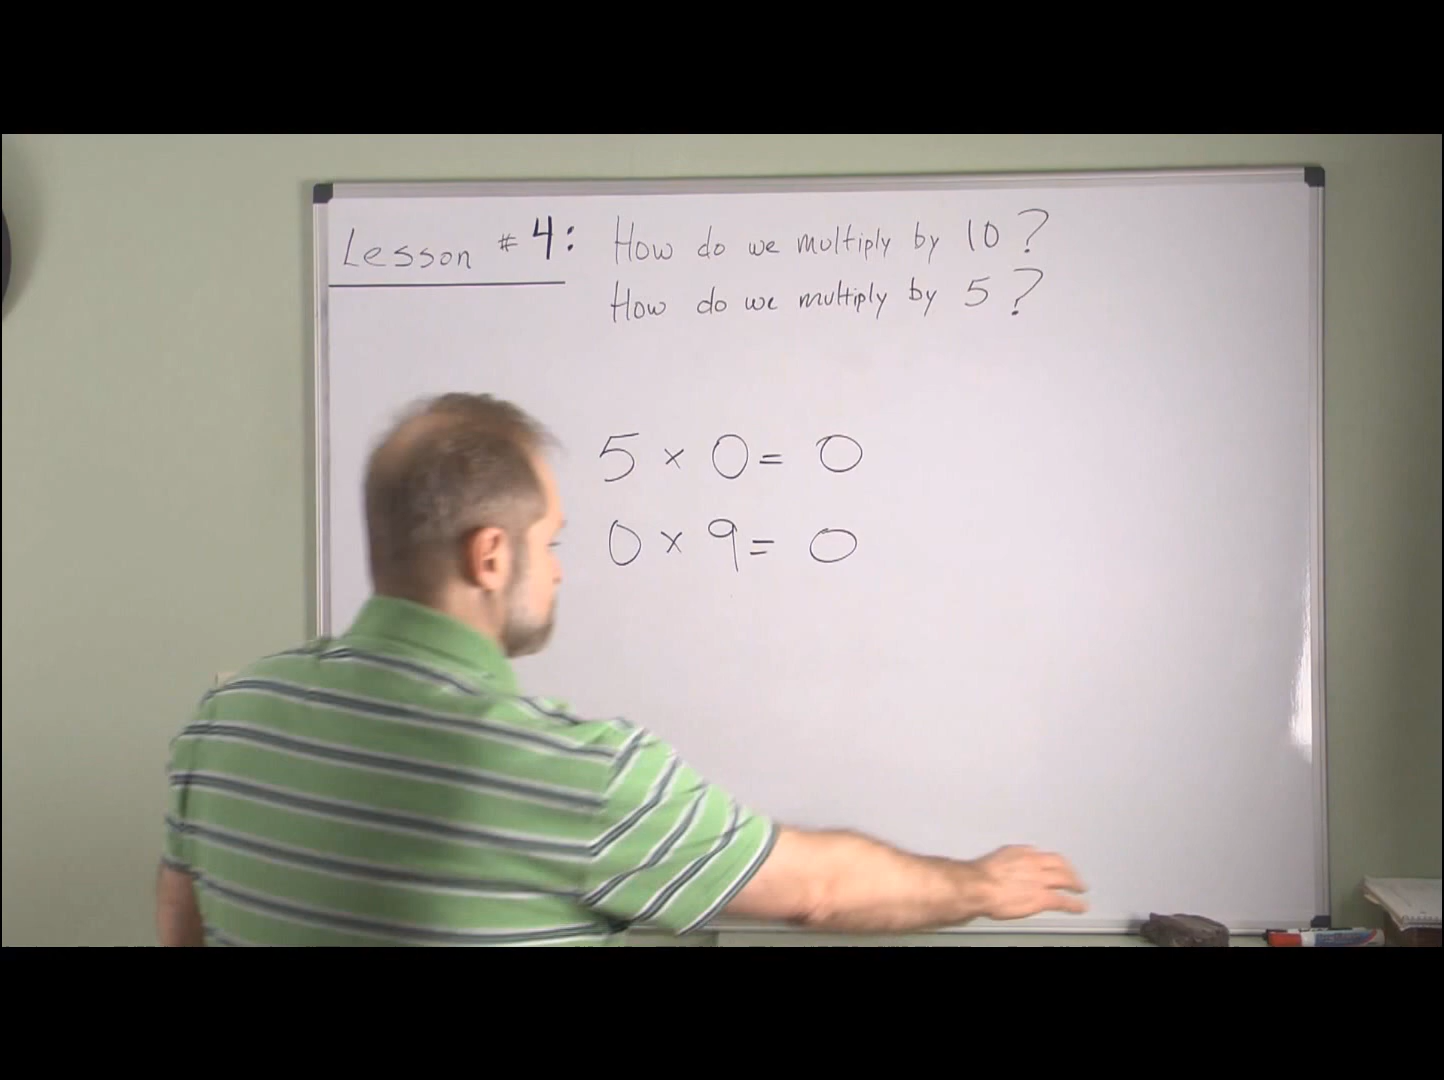 Lesson # 4: How do we multiply by 10?
How do we multiply by 5?
5 × 0 = 0
0 × 9 = 0